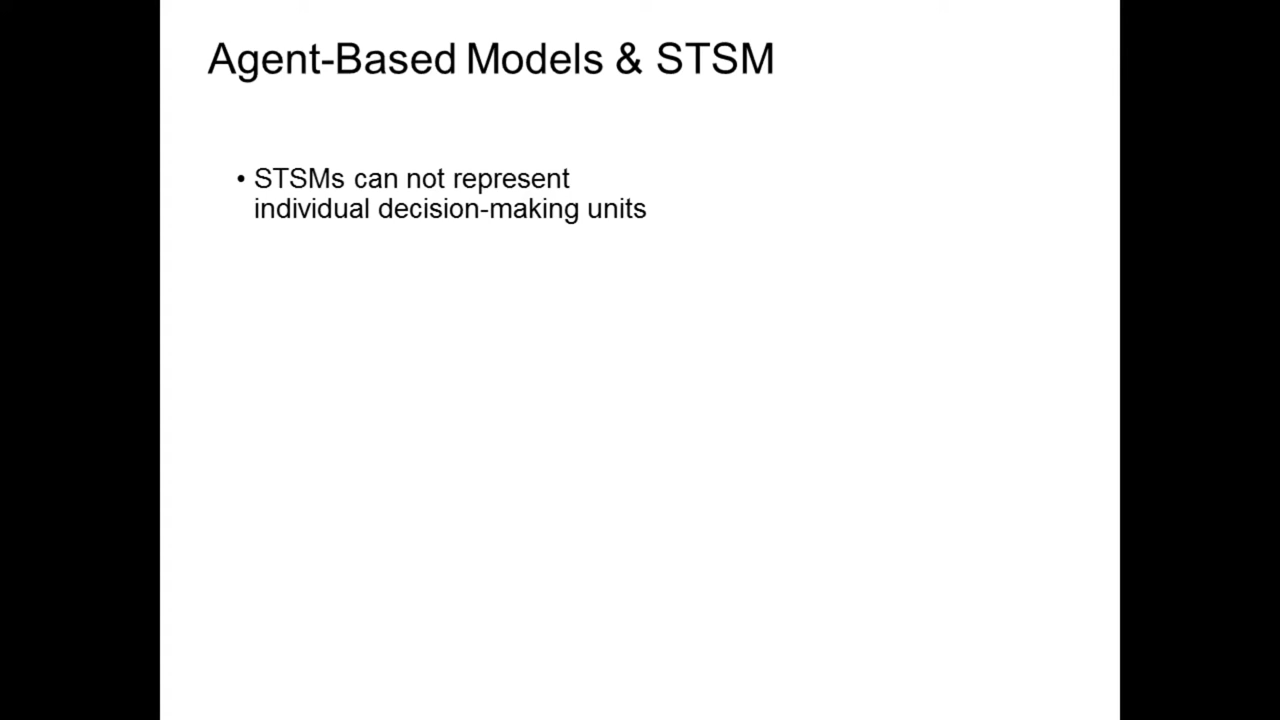 Agent-Based Models & STSM
• STSMs can not represent
individual decision-making units